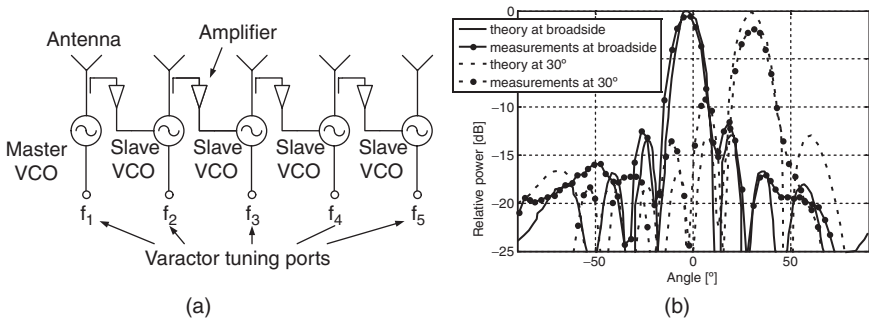 Antenna
Amplifier
Master
VCO
Slave
VCO
Slave
VCO
Slave
VCO
Slave
VCO
f1
f2
f3
f4
f5
Varactor tuning ports
(a)
theory at broadside
measurements at broadside
theory at 30°
measurements at 30°
Relative power [dB]
0
−10
−15
−20
−25
−50
0
50
Angle [°]
(b)